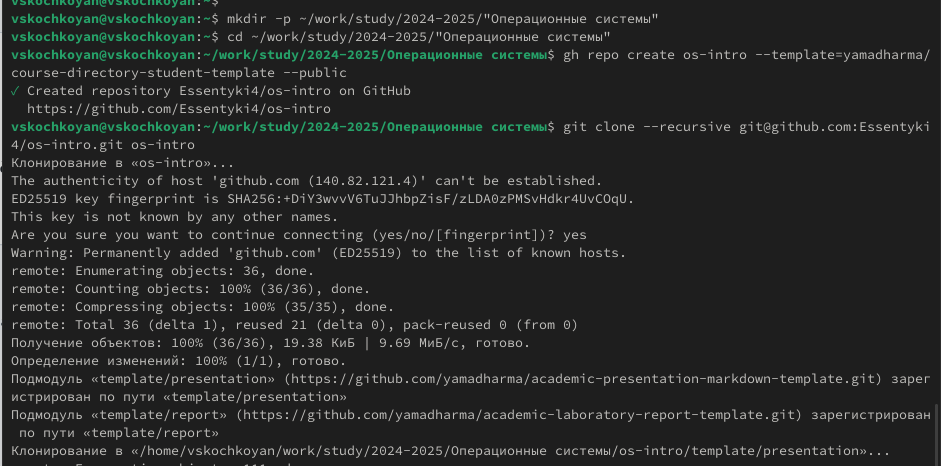 vskochkoyan@vskochkoyan:~$
vskochkoyan@vskochkoyan:~$ mkdir -p ~/work/study/2024-2025/"Операционные системы"
vskochkoyan@vskochkoyan:~$ cd ~/work/study/2024-2025/"Операционные системы"
vskochkoyan@vskochkoyan:~/work/study/2024-2025/Операционные системы$ gh repo create os-intro --template=yamadharma/
course-directory-student-template --public
✓ Created repository Essentyki4/os-intro on GitHub
  https://github.com/Essentyki4/os-intro
vskochkoyan@vskochkoyan:~/work/study/2024-2025/Операционные системы$ git clone --recursive git@github.com:Essentyki
4/os-intro.git os-intro
Клонирование в «os-intro»...
The authenticity of host 'github.com (140.82.121.4)' can't be established.
ED25519 key fingerprint is SHA256:+DiY3wvvV6TuJJhbpZisF/zLDA0zPMSvHdkr4UvCOqU.
This key is not known by any other names.
Are you sure you want to continue connecting (yes/no/[fingerprint])? yes
Warning: Permanently added 'github.com' (ED25519) to the list of known hosts.
remote: Enumerating objects: 36, done.
remote: Counting objects: 100% (36/36), done.
remote: Compressing objects: 100% (35/35), done.
remote: Total 36 (delta 1), reused 21 (delta 0), pack-reused 0 (from 0)
Получение объектов: 100% (36/36), 19.38 КиБ | 9.69 МиБ/с, готово.
Определение изменений: 100% (1/1), готово.
Подмодуль «template/presentation» (https://github.com/yamadharma/academic-presentation-markdown-template.git) зарег
истрирован по пути «template/presentation»
Подмодуль «template/report» (https://github.com/yamadharma/academic-laboratory-report-template.git) зарегистрирован
 по пути «template/report»
Клонирование в «/home/vskochkoyan/work/study/2024-2025/Операционные системы/os-intro/template/presentation»...